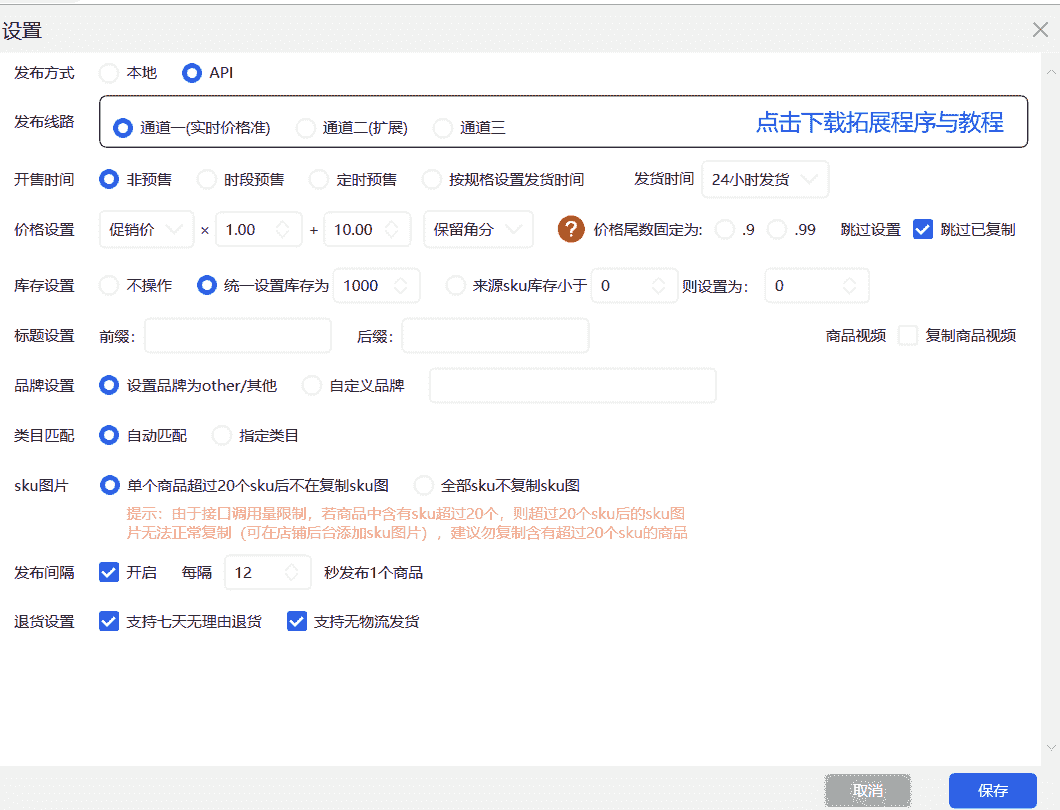 设置
发布方式 本地 API
发布线路 通道一(实时价格准) 通道二(扩展) 通道三 点击下载拓展程序与教程
开售时间 非预售 时段预售 定时预售 按规格设置发货时间 发货时间 24小时发货
价格设置 促销价 × 1.00 + 10.00 保留角分 ? 价格尾数固定为: .9 .99 跳过设置 跳过已复制
库存设置 不操作 统一设置库存为 1000 来源sku库存小于 0 则设置为: 0
标题设置 前缀: 后缀: 商品视频 复制商品视频
品牌设置 设置品牌为other/其他 自定义品牌
类目匹配 自动匹配 指定类目
sku图片 单个商品超过20个sku后不在复制sku图 全部sku不复制sku图
提示：由于接口调用量限制，若商品中含有sku超过20个，则超过20个sku后的sku图
片无法正常复制（可在店铺后台添加sku图片），建议勿复制含有超过20个sku的商品
发布间隔 开启 每隔 12 秒发布1个商品
退货设置 支持七天无理由退货 支持无物流发货
取消 保存